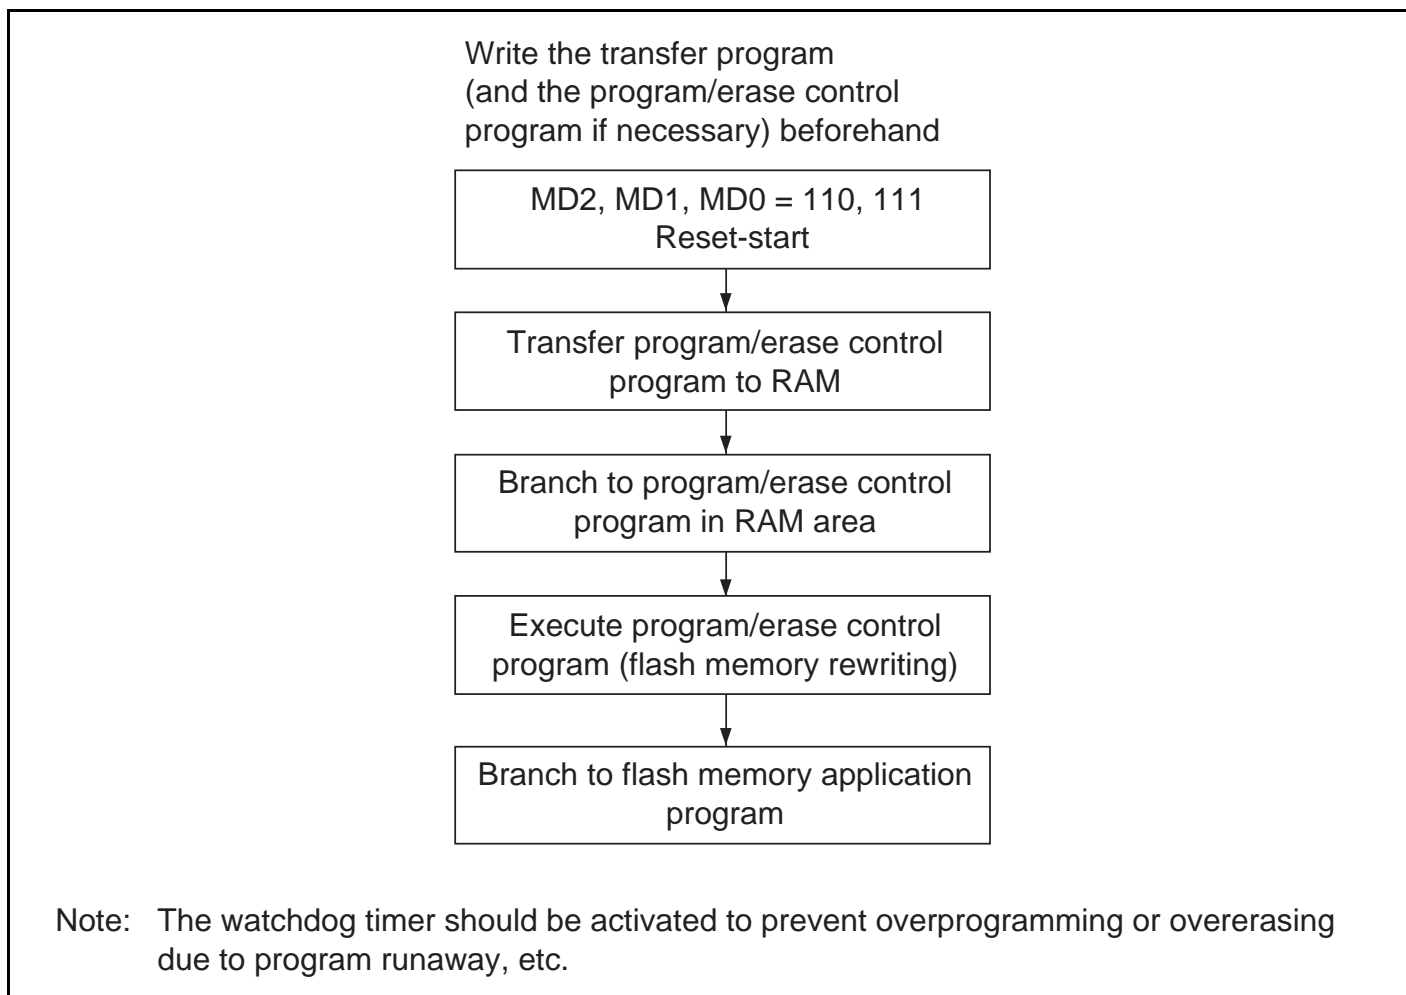 Write the transfer program
(and the program/erase control
program if necessary) beforehand
MD2, MD1, MD0 = 110, 111
Reset-start
Transfer program/erase control
program to RAM
Branch to program/erase control
program in RAM area
Execute program/erase control
program (flash memory rewriting)
Branch to flash memory application
program
Note: The watchdog timer should be activated to prevent overprogramming or overerasing
due to program runaway, etc.